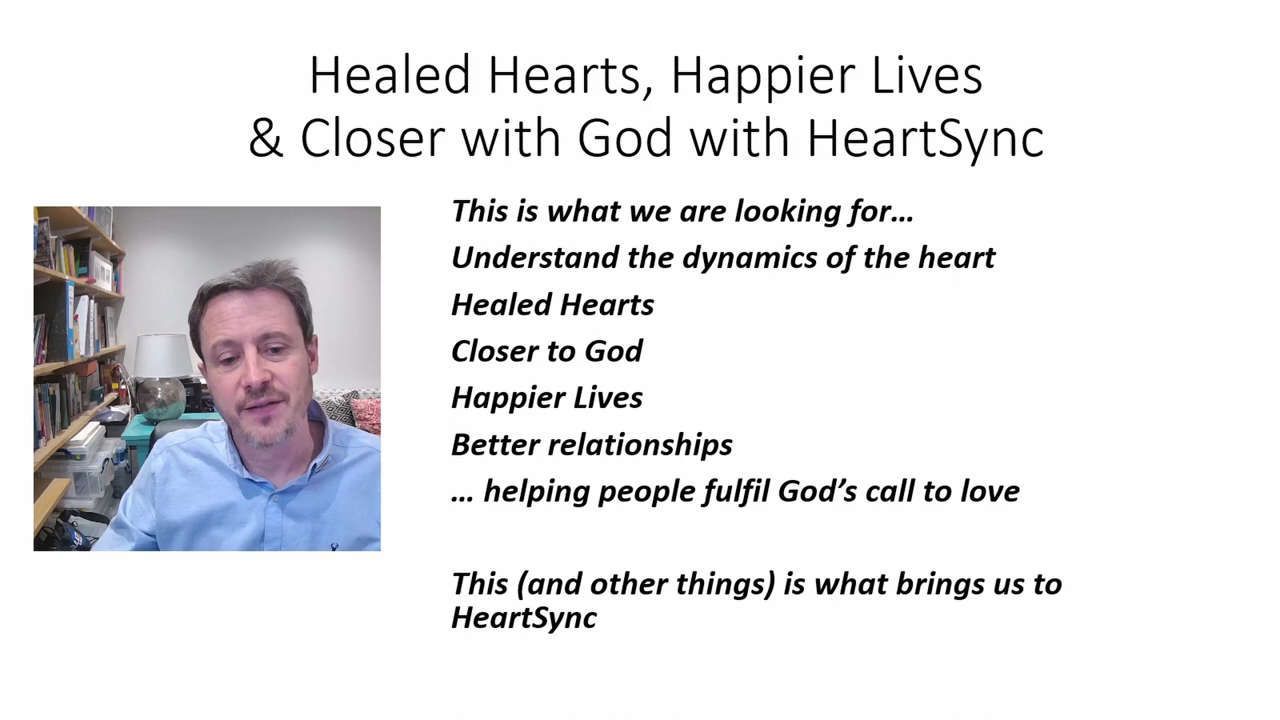 Healed Hearts, Happier Lives
& Closer with God with HeartSync
This is what we are looking for…
Understand the dynamics of the heart
Healed Hearts
Closer to God
Happier Lives
Better relationships
… helping people fulfil God’s call to love
This (and other things) is what brings us to
HeartSync